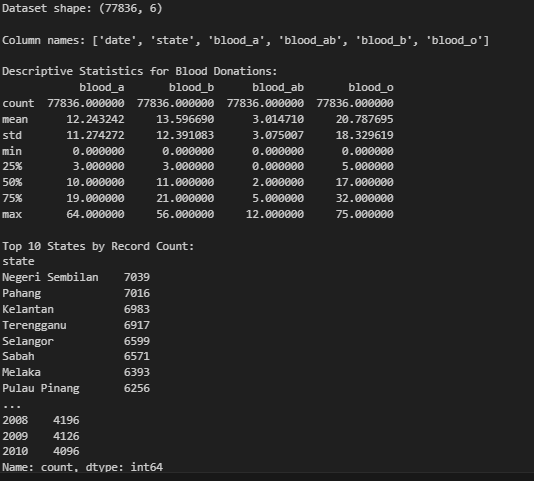 Dataset shape: (77836, 6)
Column names: ['date', 'state', 'blood_a', 'blood_ab', 'blood_b', 'blood_o']
Descriptive Statistics for Blood Donations:
blood_a blood_b blood_ab blood_o
count 77836.000000 77836.000000 77836.000000 77836.000000
mean 12.243242 13.596690 3.014710 20.787695
std 11.274272 12.391083 3.075007 18.329619
min 0.000000 0.000000 0.000000 0.000000
25% 3.000000 3.000000 0.000000 5.000000
50% 10.000000 11.000000 2.000000 17.000000
75% 19.000000 21.000000 5.000000 32.000000
max 64.000000 56.000000 12.000000 75.000000
Top 10 States by Record Count:
state
Negeri Sembilan 7039
Pahang 7016
Kelantan 6983
Terengganu 6917
Selangor 6599
Sabah 6571
Melaka 6393
Pulau Pinang 6256
...
2008 4196
2009 4126
2010 4096
Name: count, dtype: int64